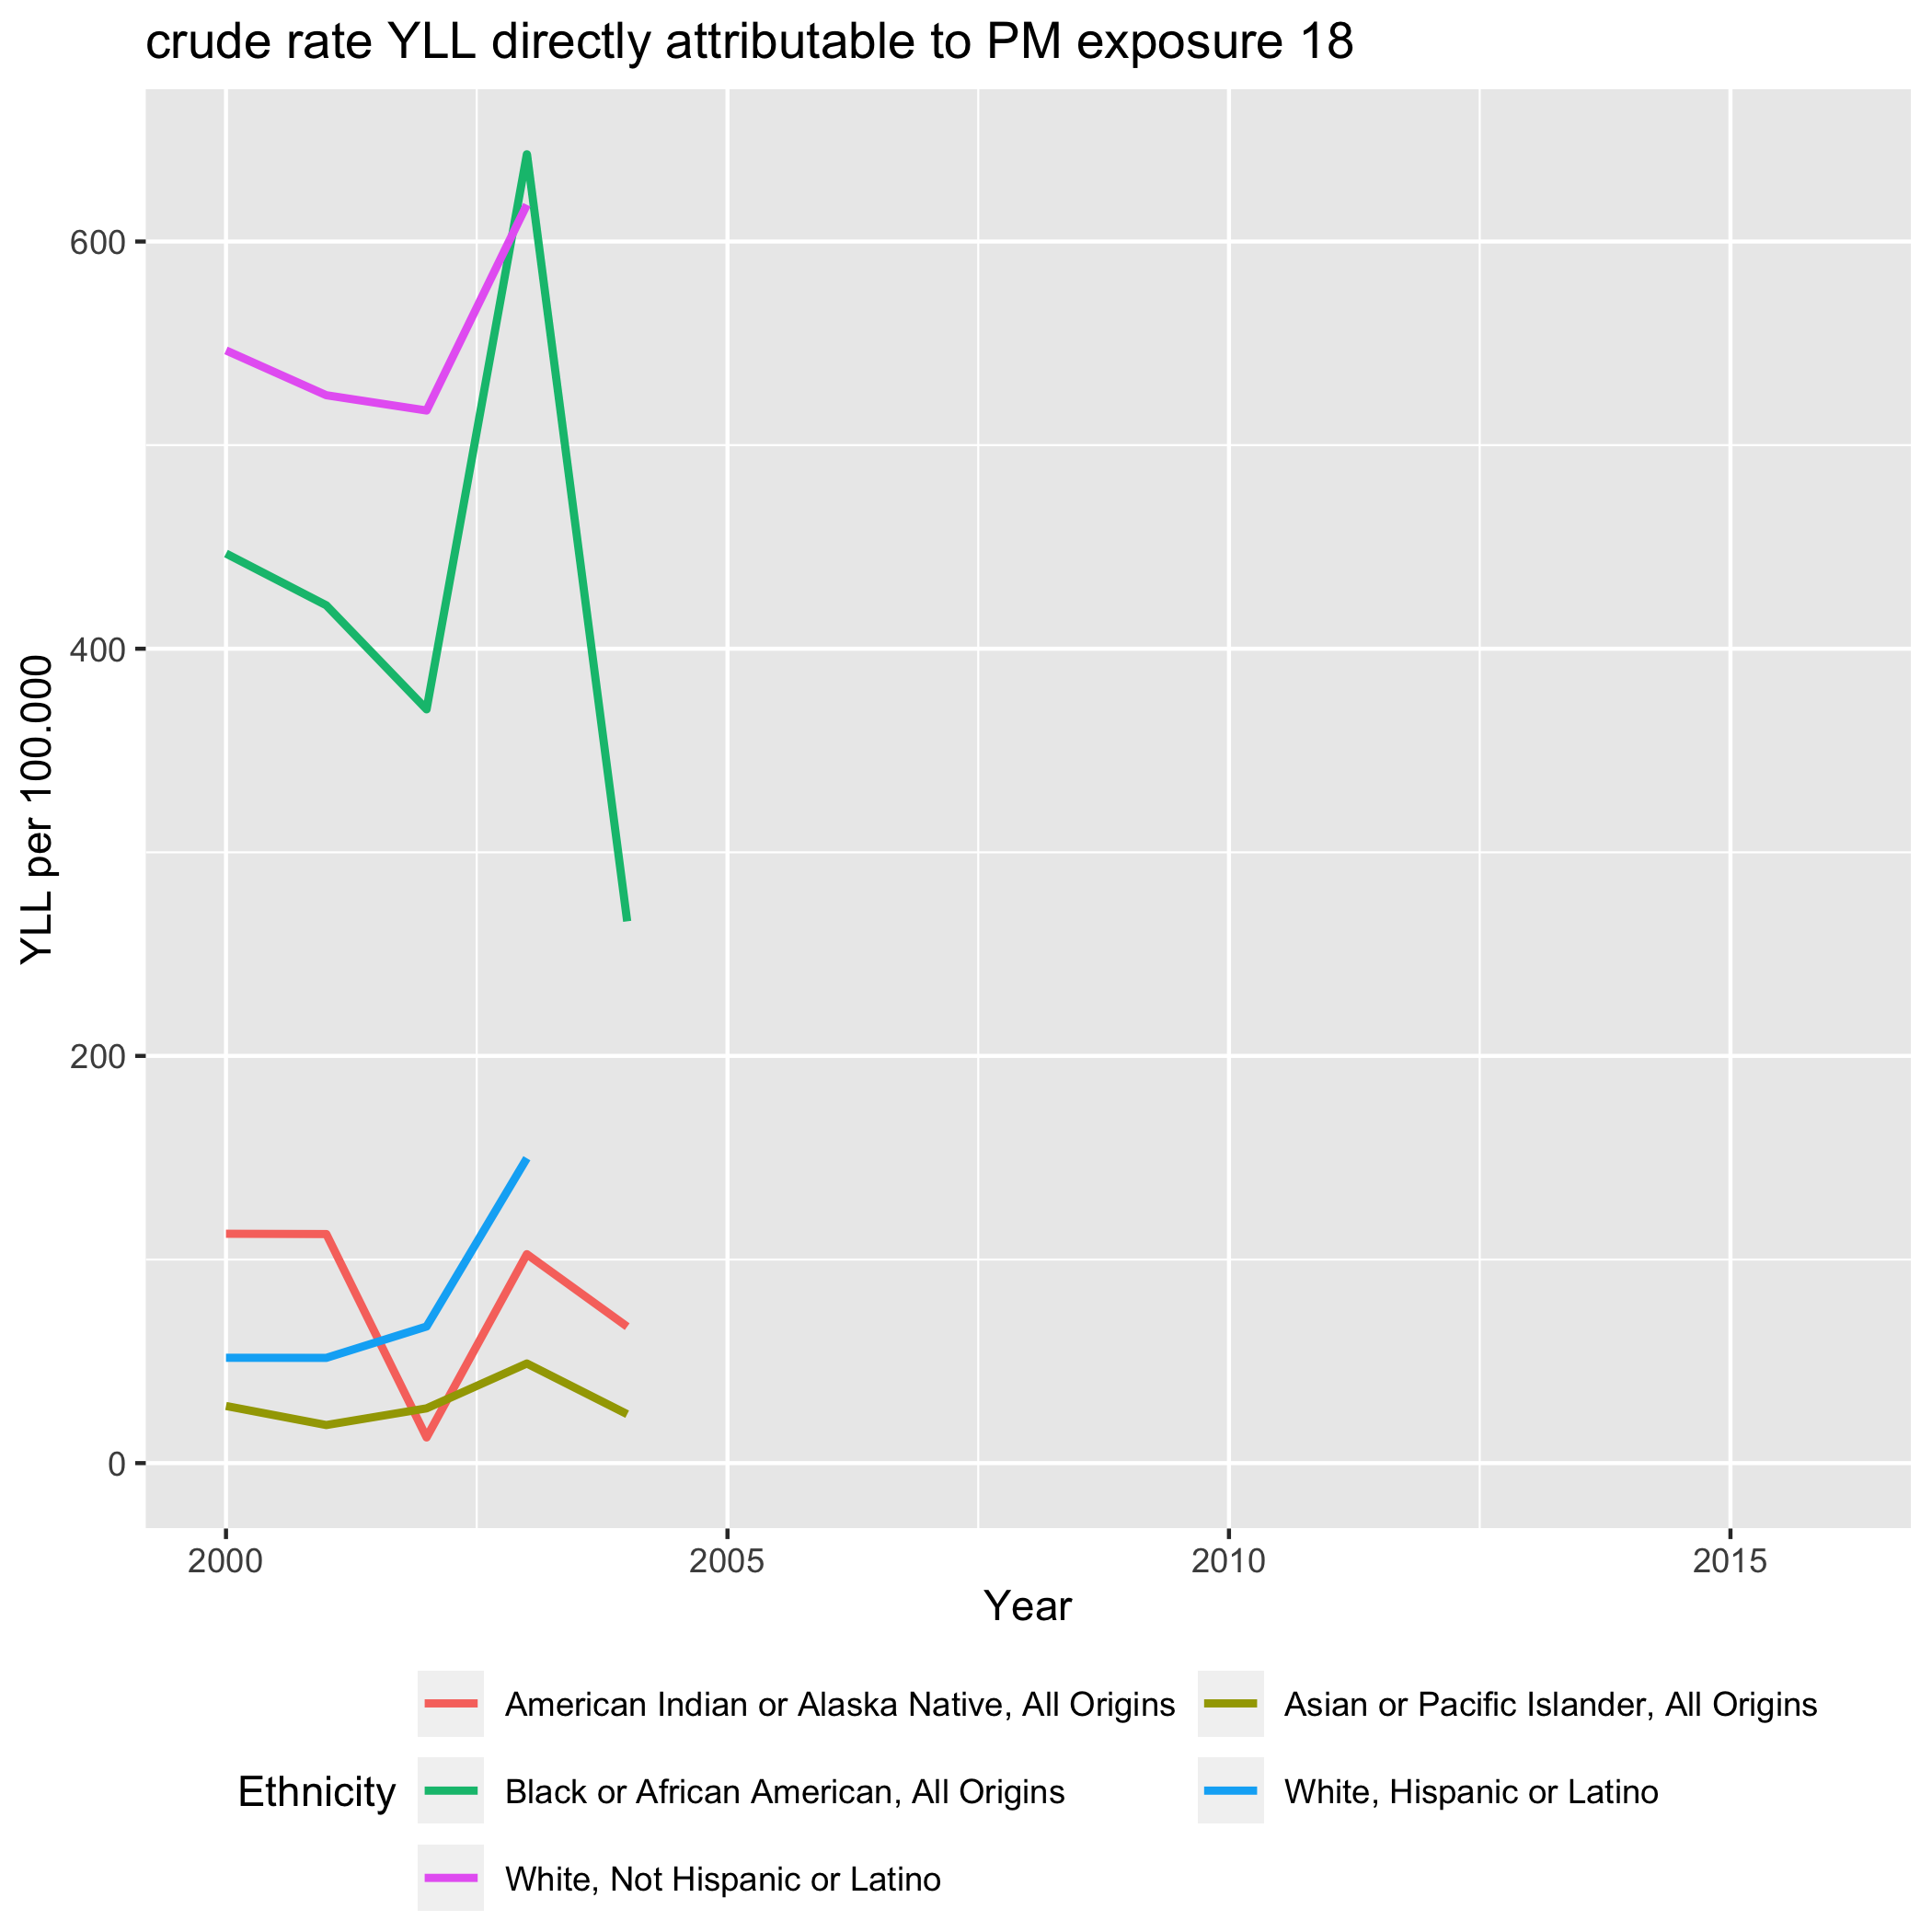 crude rate YLL directly attributable to PM exposure 18
YLL per 100.000
600
400
200
0
2000 2005 2010 2015
Year
Ethnicity
American Indian or Alaska Native, All Origins
Asian or Pacific Islander, All Origins
Black or African American, All Origins
White, Hispanic or Latino
White, Not Hispanic or Latino